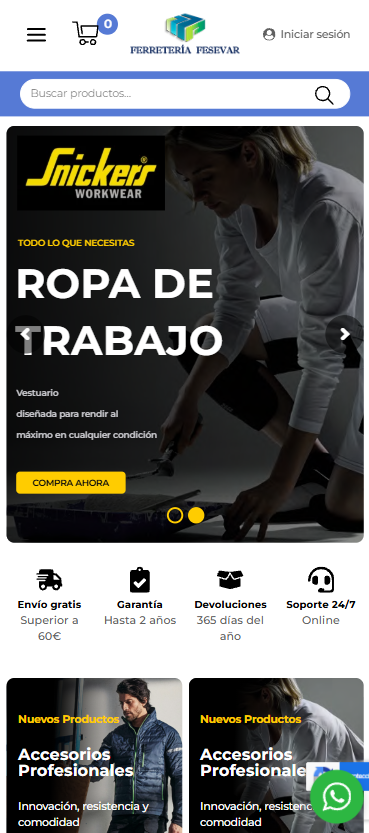 0
FERRETERÍA FESEVAR
Iniciar sesión
Buscar productos...
Snickers®
WORKWEAR
TODO LO QUE NECESITAS
ROPA DE
TRABAJO
Vestuario
diseñada para rendir al
máximo en cualquier condición
COMPRA AHORA
Envío gratis
Superior a
60€
Garantía
Hasta 2 años
Devoluciones
365 días del
año
Soporte 24/7
Online
Nuevos Productos
Accesorios
Profesionales
Innovación, resistencia y
comodidad
Nuevos Productos
Accesorios
Profesionales
Innovación, resistencia
comodidad